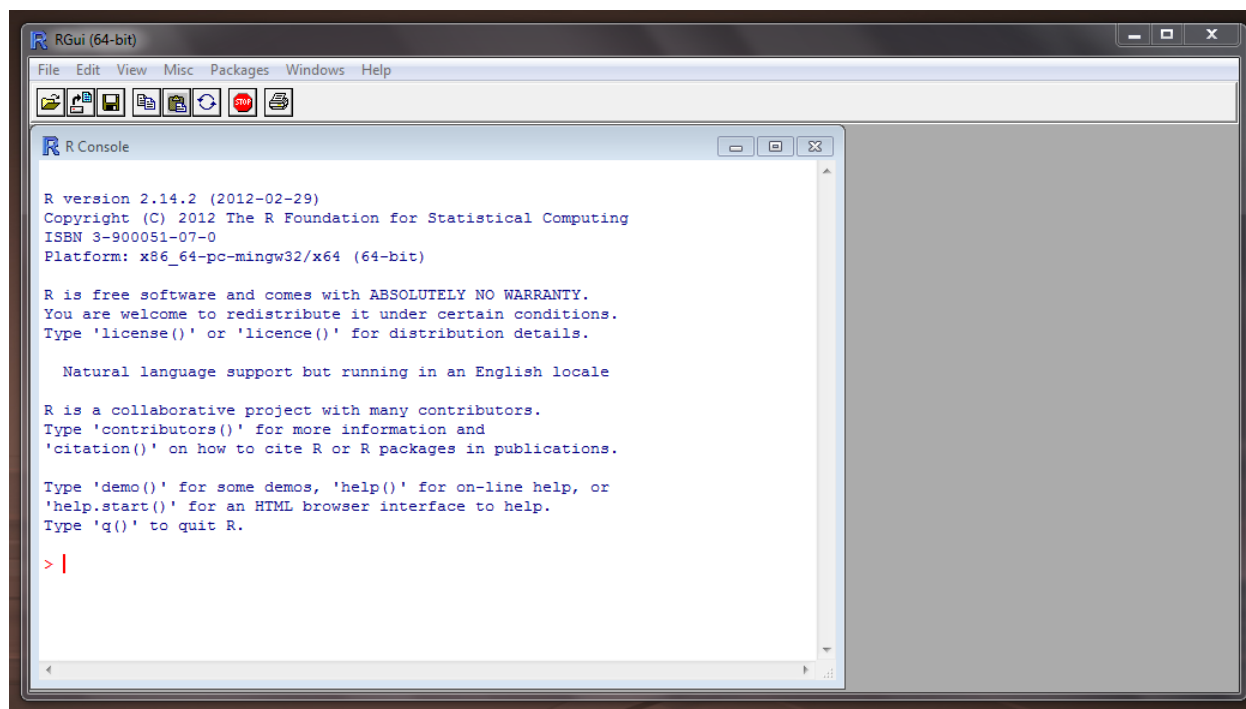 RGui (64-bit)
File Edit View Misc Packages Windows Help
STOP
R Console
R version 2.14.2 (2012-02-29)
Copyright (C) 2012 The R Foundation for Statistical Computing
ISBN 3-900051-07-0
Platform: x86_64-pc-mingw32/x64 (64-bit)
R is free software and comes with ABSOLUTELY NO WARRANTY.
You are welcome to redistribute it under certain conditions.
Type 'license()' or 'licence()' for distribution details.
Natural language support but running in an English locale
R is a collaborative project with many contributors.
Type 'contributors()' for more information and
'citation()' on how to cite R or R packages in publications.
Type 'demo()' for some demos, 'help()' for on-line help, or
'help.start()' for an HTML browser interface to help.
Type 'q()' to quit R.
>